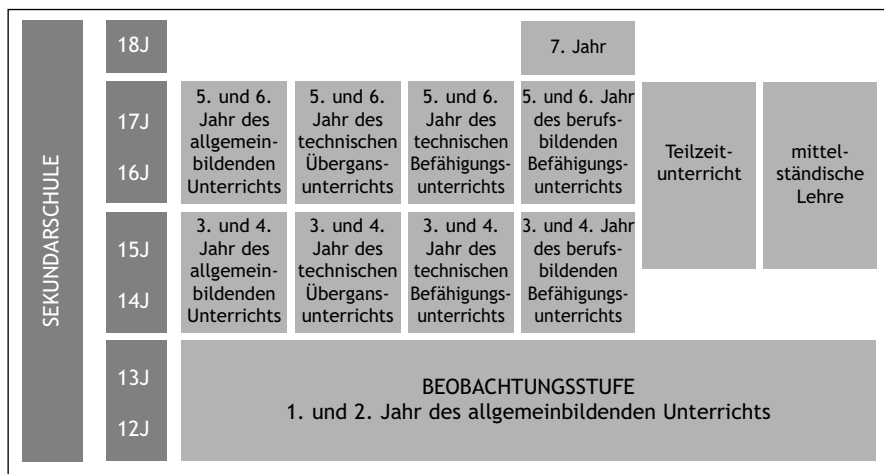 SEKUNDARSCHULE
18J
7. Jahr
17J
16J
5. und 6.
Jahr des
allgemein-
bildenden
Unterrichts
5. und 6.
Jahr des
technischen
Übergans-
unterrichts
5. und 6.
Jahr des
technischen
Befähigungs-
unterrichts
5. und 6. Jahr
des berufs-
bildenden
Befähigungs-
unterrichts
Teilzeit-
unterricht
mittel-
ständische
Lehre
15J
14J
3. und 4.
Jahr des
allgemein-
bildenden
Unterrichts
3. und 4.
Jahr des
technischen
Übergans-
unterrichts
3. und 4.
Jahr des
technischen
Befähigungs-
unterrichts
3. und 4. Jahr
des berufs-
bildenden
Befähigungs-
unterrichts
13J
12J
BEOBACHTUNGSSTUFE
1. und 2. Jahr des allgemeinbildenden Unterrichts